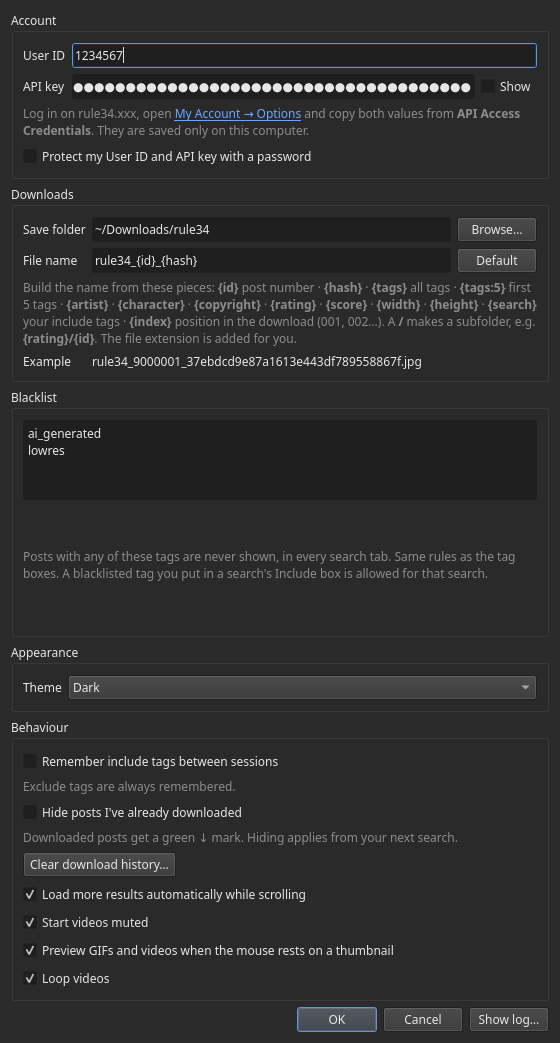 Account
User ID 1234567
API key ●●●●●●●●●●●●●●●●●●●●●●●●●●●●●●●●●●●●●● Show
Log in on rule34.xxx, open My Account → Options and copy both values from API Access
Credentials. They are saved only on this computer.
Protect my User ID and API key with a password
Downloads
Save folder ~/Downloads/rule34 Browse...
File name rule34_{id}_{hash} Default
Build the name from these pieces: {id} post number · {hash} · {tags} all tags · {tags:5} first
5 tags · {artist} · {character} · {copyright} · {rating} · {score} · {width} · {height} · {search}
your include tags · {index} position in the download (001, 002...). A / makes a subfolder, e.g.
{rating}/{id}. The file extension is added for you.
Example rule34_9000001_37ebdcd9e87a1613e443df789558867f.jpg
Blacklist
ai_generated
lowres
Posts with any of these tags are never shown, in every search tab. Same rules as the tag
boxes. A blacklisted tag you put in a search's Include box is allowed for that search.
Appearance
Theme Dark
Behaviour
Remember include tags between sessions
Exclude tags are always remembered.
Hide posts I've already downloaded
Downloaded posts get a green ↓ mark. Hiding applies from your next search.
Clear download history...
Load more results automatically while scrolling
Start videos muted
Preview GIFs and videos when the mouse rests on a thumbnail
Loop videos
OK Cancel Show log...